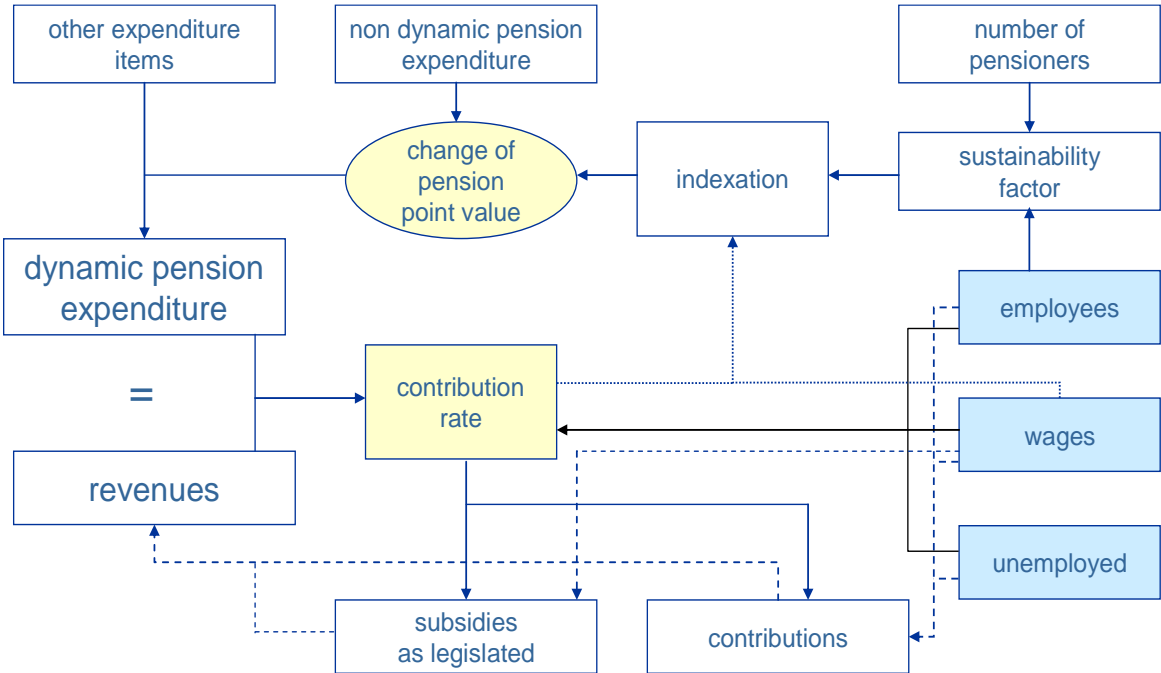 other expenditure
items
non dynamic pension
expenditure
number of
pensioners
change of
pension
point value
indexation
sustainability
factor
dynamic pension
expenditure
employees
=
contribution
rate
wages
revenues
unemployed
subsidies
as legislated
contributions